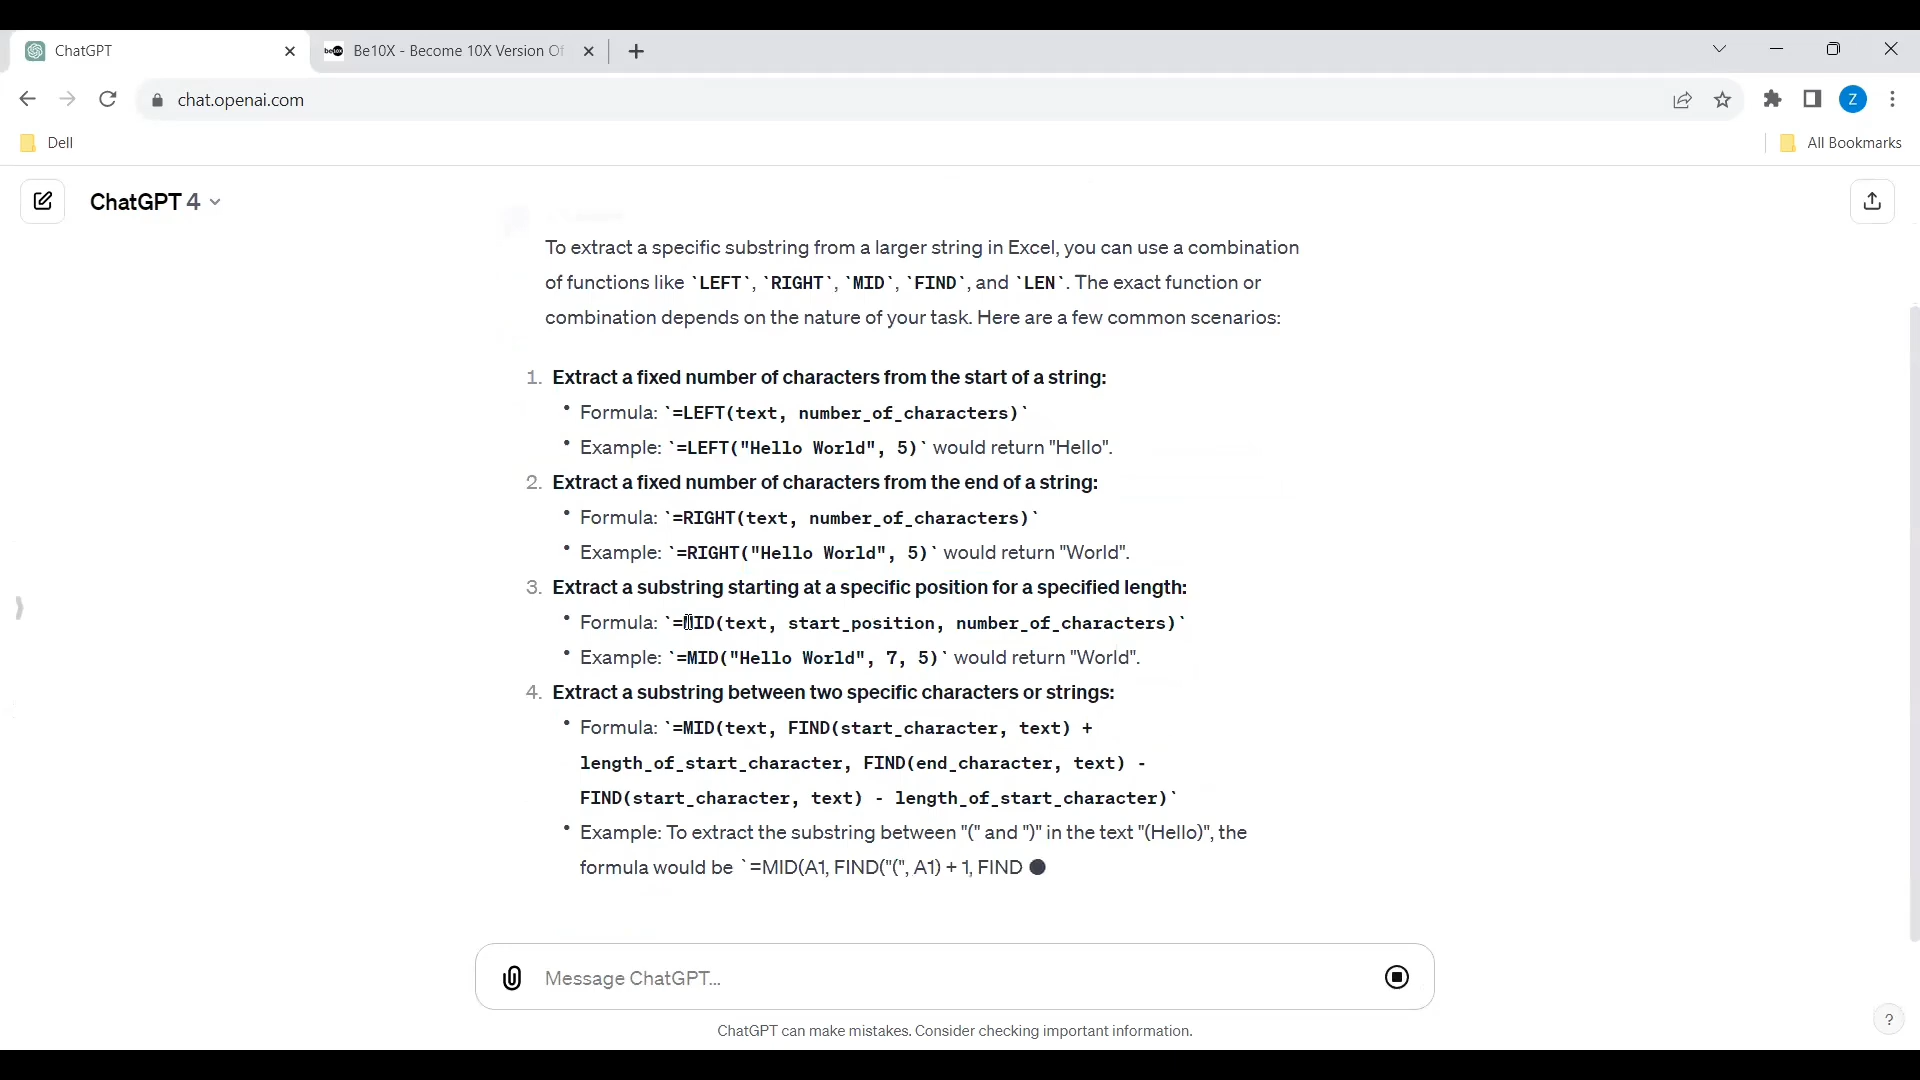 ChatGPT
Be10X - Become 10X Version Of
chat.openai.com
Z
Dell
All Bookmarks
ChatGPT 4
To extract a specific substring from a larger string in Excel, you can use a combination
of functions like `LEFT`, `RIGHT`, `MID`, `FIND`, and `LEN`. The exact function or
combination depends on the nature of your task. Here are a few common scenarios:
1. Extract a fixed number of characters from the start of a string:
• Formula: `=LEFT(text, number_of_characters)`
• Example: `=LEFT("Hello World", 5)` would return "Hello".
2. Extract a fixed number of characters from the end of a string:
• Formula: `=RIGHT(text, number_of_characters)`
• Example: `=RIGHT("Hello World", 5)` would return "World".
3. Extract a substring starting at a specific position for a specified length:
• Formula: `=MID(text, start_position, number_of_characters)`
• Example: `=MID("Hello World", 7, 5)` would return "World".
4. Extract a substring between two specific characters or strings:
• Formula: `=MID(text, FIND(start_character, text) +
length_of_start_character, FIND(end_character, text) -
FIND(start_character, text) - length_of_start_character)`
• Example: To extract the substring between "(" and ")" in the text "(Hello)", the
formula would be `=MID(A1, FIND("(", A1) + 1, FIND
Message ChatGPT...
ChatGPT can make mistakes. Consider checking important information.
?